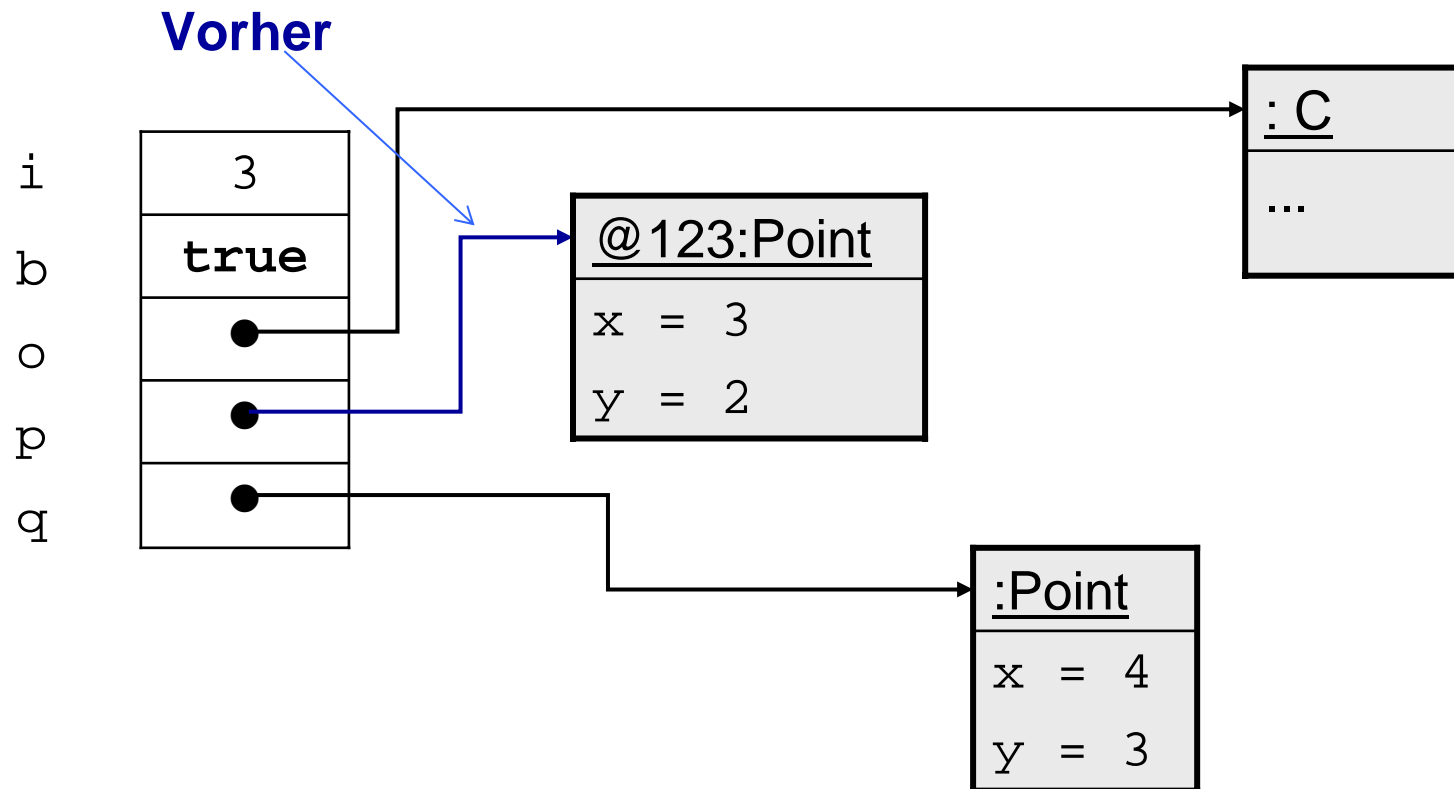 Vorher
: C
...
i 3
b true
o
p
q
@123:Point
x = 3
y = 2
:Point
x = 4
y = 3